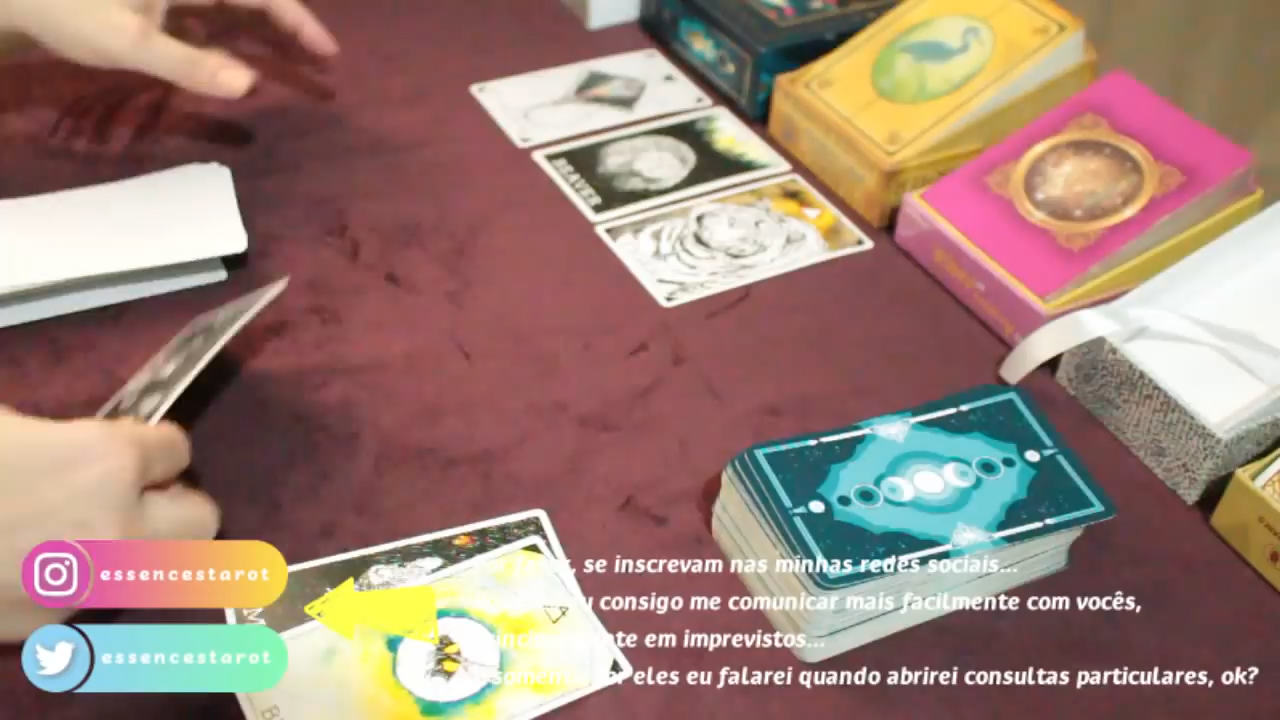 BEAVER
essencestarot
essencestarot
se inscrevam nas minhas redes sociais...
consigo me comunicar mais facilmente com vocês,
em imprevistos...
eles eu falarei quando abrirei consultas particulares, ok?